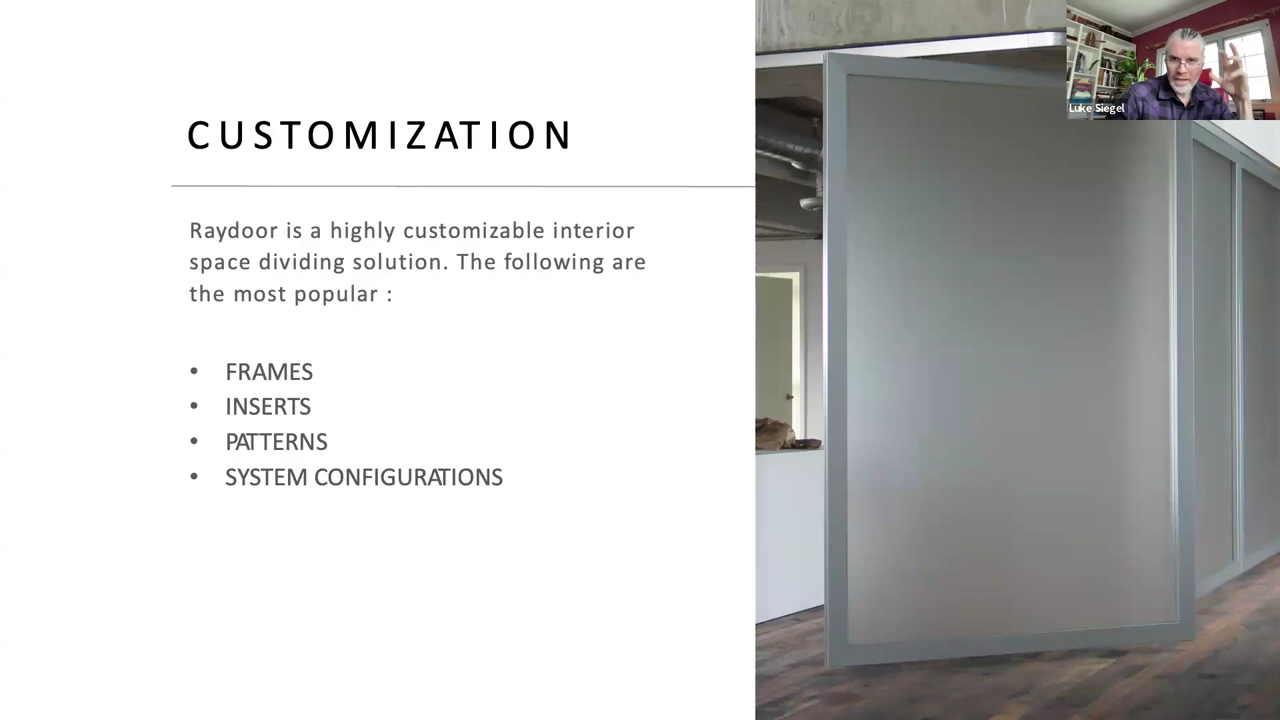 CUSTOMIZATION
Raydoor is a highly customizable interior
space dividing solution. The following are
the most popular :
• FRAMES
• INSERTS
• PATTERNS
• SYSTEM CONFIGURATIONS
Luke Siegel